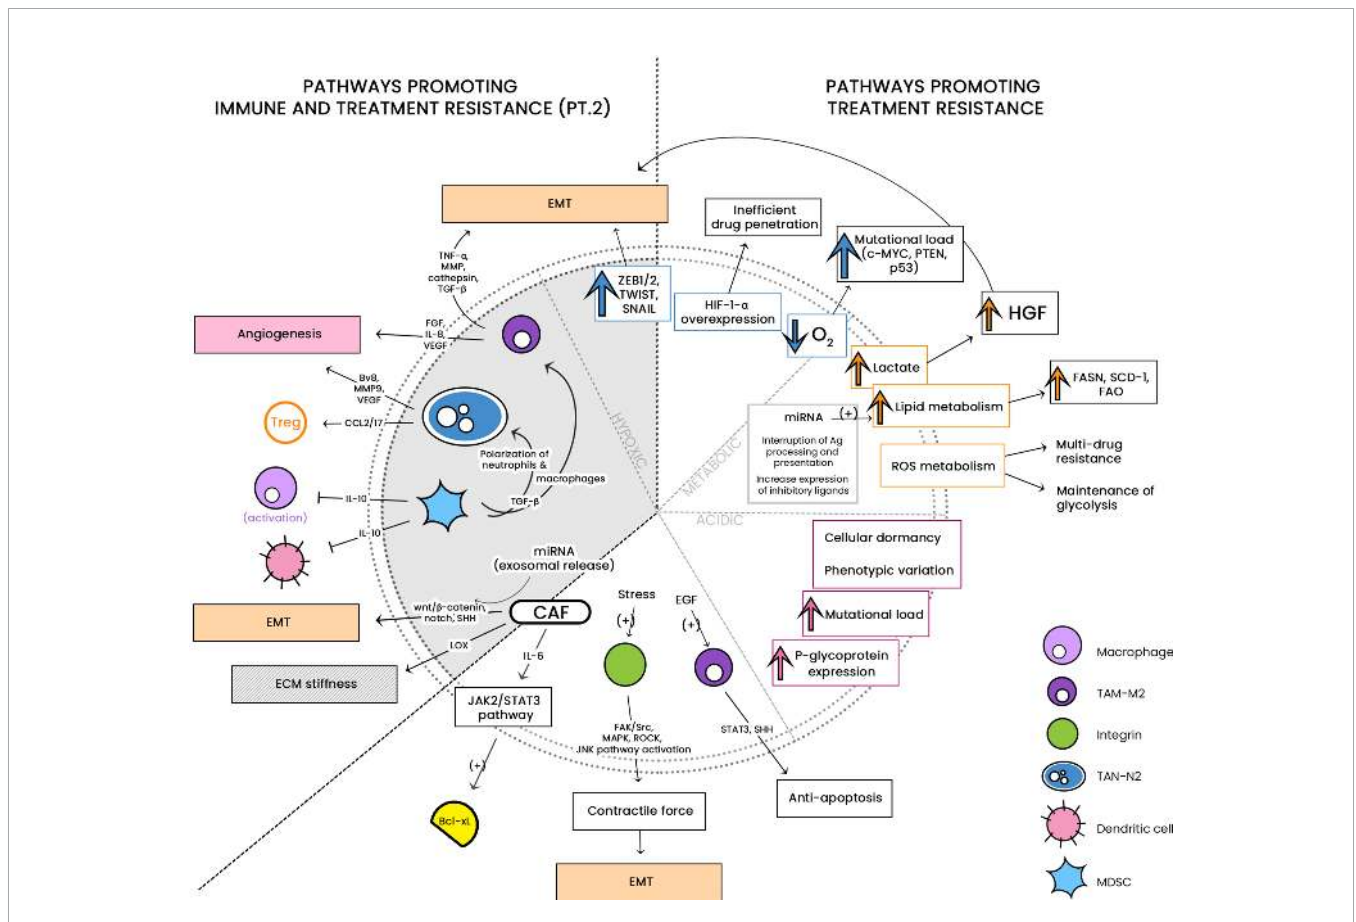 PATHWAYS PROMOTING
IMMUNE AND TREATMENT RESISTANCE (PT.2)
PATHWAYS PROMOTING
TREATMENT RESISTANCE
EMT
Inefficient
drug penetration
Mutational load
(c-MYC, PTEN,
p53)
TNF-α,
MMP,
cathepsin,
TGF-β
ZEB1/2,
TWIST,
SNAIL
HIF-1-α
overexpression
O2
HGF
Angiogenesis
FGF,
IL-8,
VEGF
Lactate
FASN, SCD-1,
FAO
Lipid metabolism
Bv8,
MMP9,
VEGF
Treg
CCL2/17
HYPOXIC
METABOLIC
ACIDIC
miRNA
(+)
Interruption of Ag
processing and
presentation
Increase expression
of inhibitory ligands
ROS metabolism
Multi-drug
resistance
Maintenance of
glycolysis
Polarization of
neutrophils &
macrophages
TGF-β
IL-10
(activation)
IL-10
Cellular dormancy
Phenotypic variation
miRNA
(exosomal release)
Stress
(+)
EGF
(+)
Mutational load
P-glycoprotein
expression
EMT
wnt/β-catenin,
notch, SHH
CAF
LOX
IL-6
ECM stiffness
JAK2/STAT3
pathway
(+)
Bcl-xL
FAK/Src,
MAPK, ROCK,
JNK pathway activation
STAT3, SHH
Contractile force
Anti-apoptosis
EMT
Macrophage
TAM-M2
Integrin
TAN-N2
Dendritic cell
MDSC